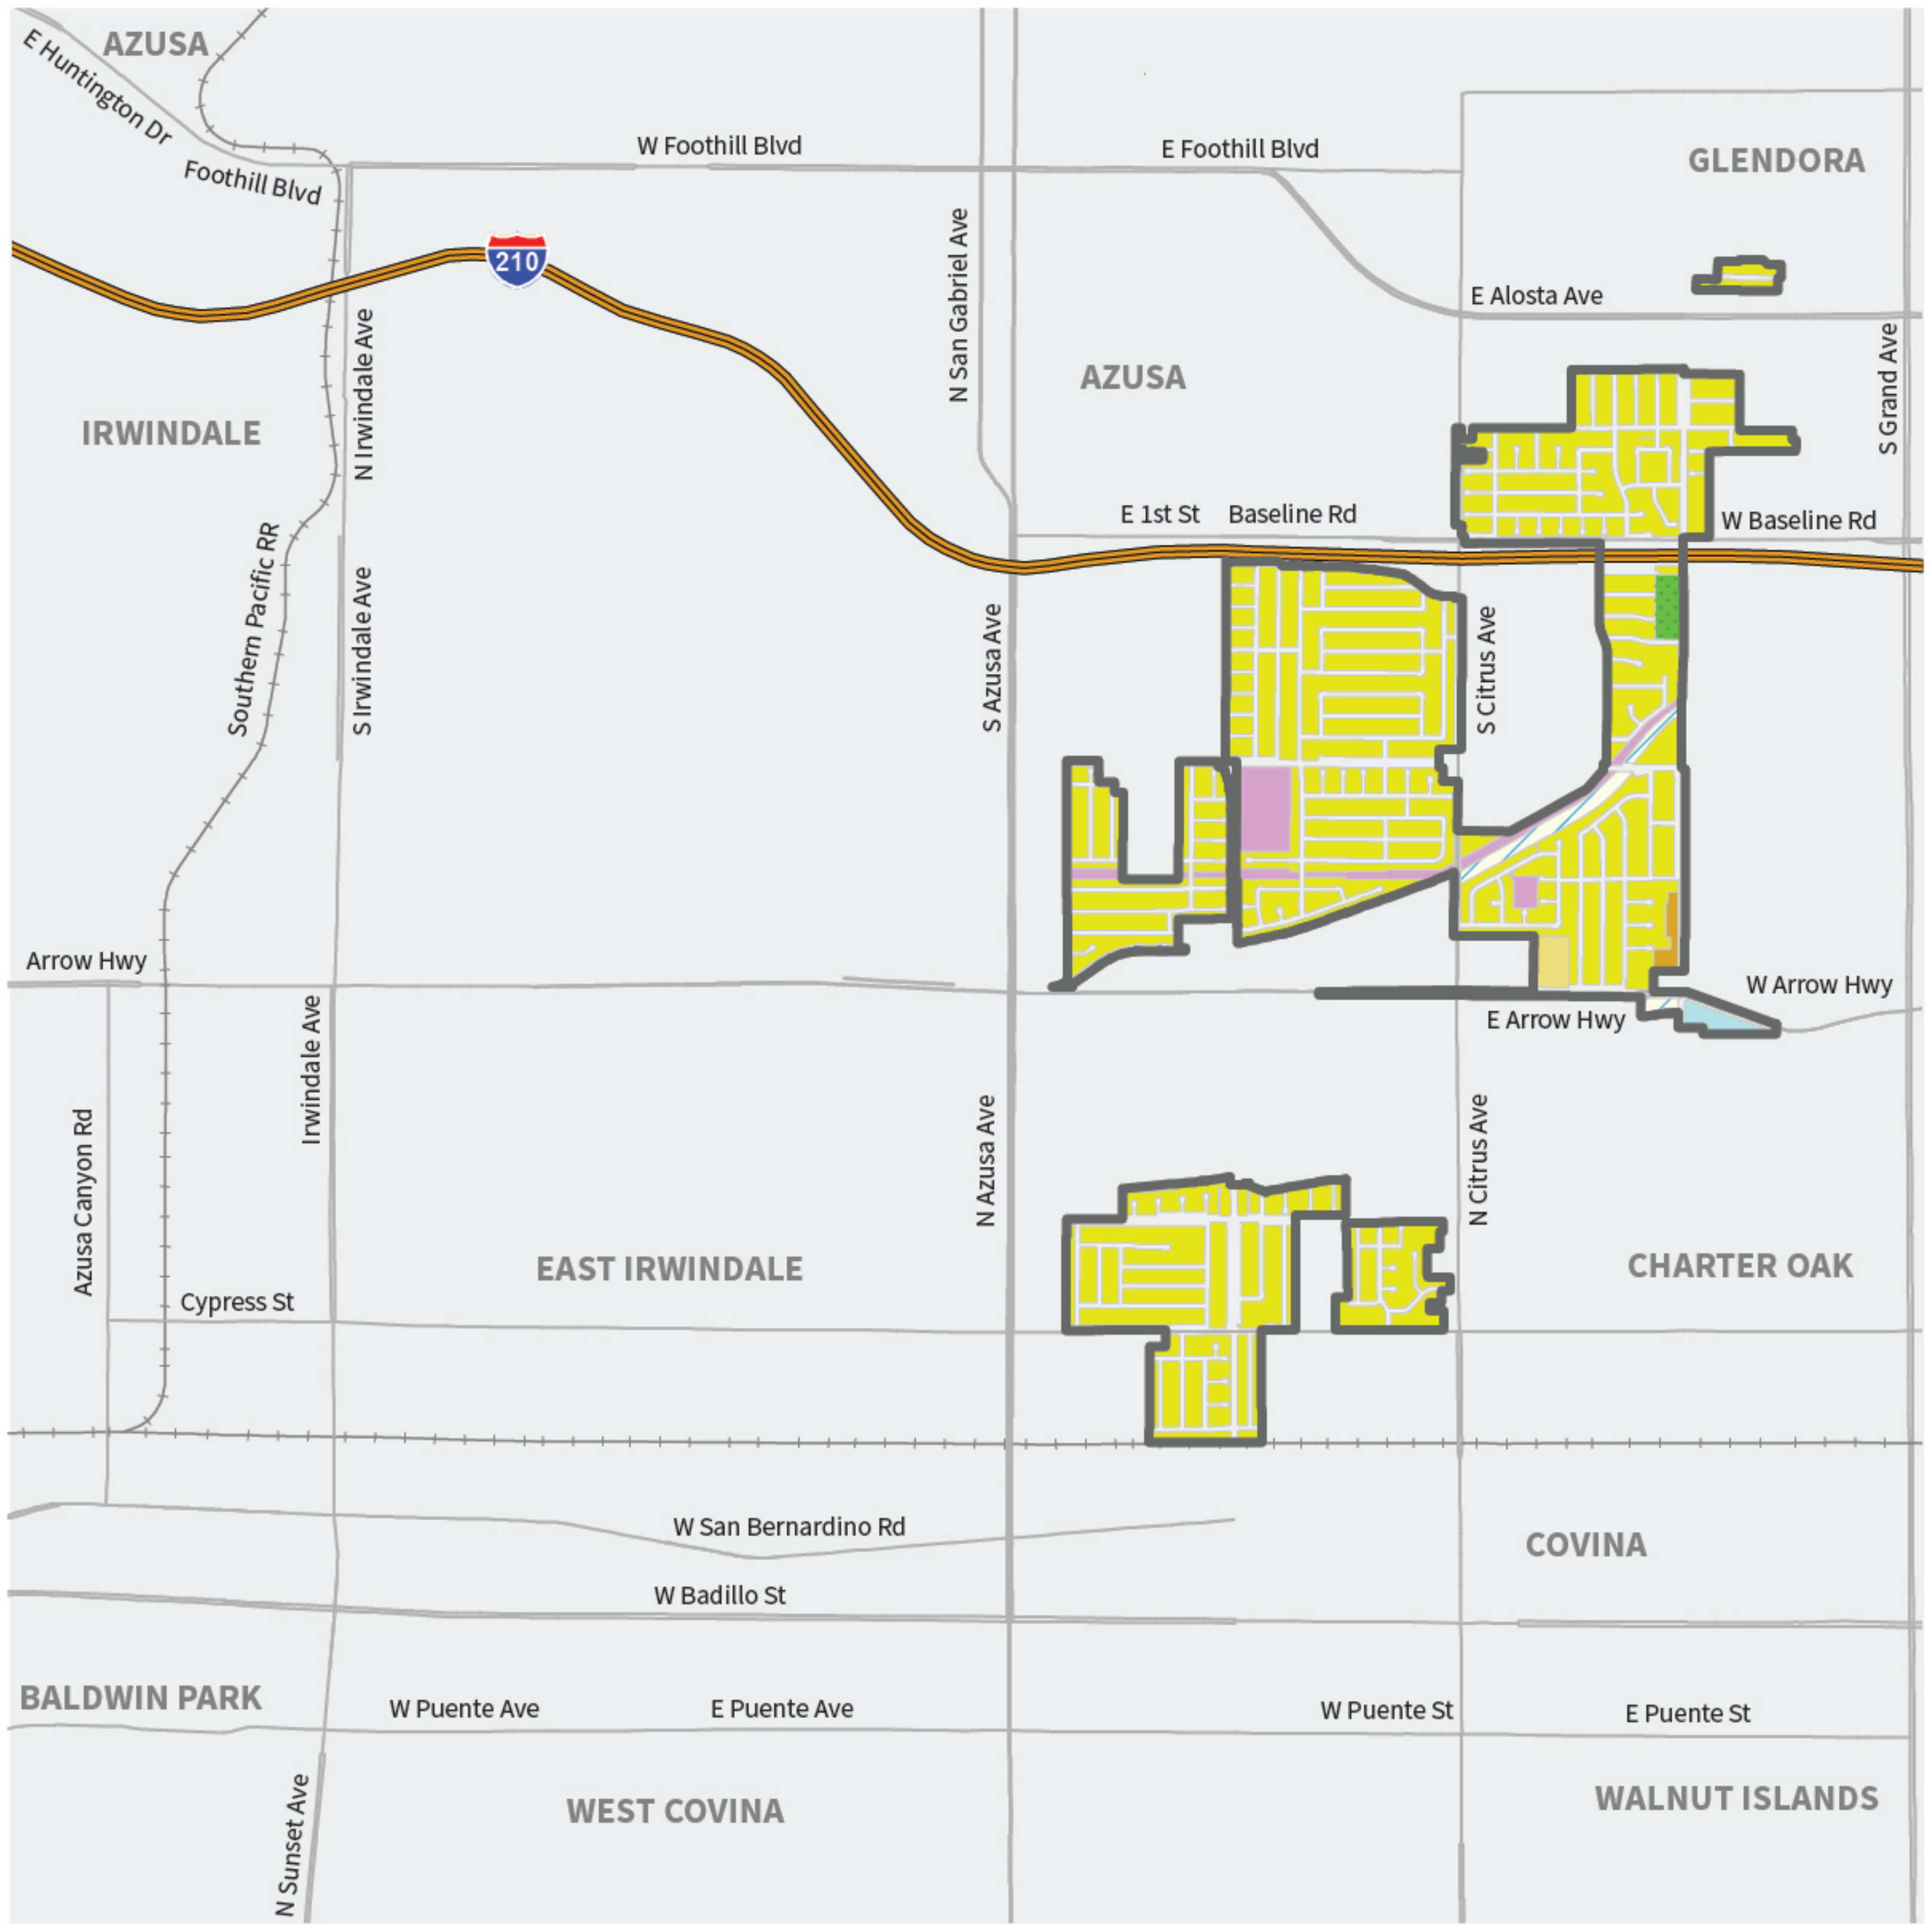 AZUSA
E Huntington Dr
Foothill Blvd
W Foothill Blvd
E Foothill Blvd
GLENDORA
210
N San Gabriel Ave
E Alosta Ave
S Grand Ave
N Irwindale Ave
AZUSA
IRWINDALE
E 1st St
Baseline Rd
W Baseline Rd
Southern Pacific RR
S Irwindale Ave
S Azusa Ave
S Citrus Ave
Arrow Hwy
W Arrow Hwy
E Arrow Hwy
Irwindale Ave
Azusa Canyon Rd
N Azusa Ave
N Citrus Ave
EAST IRWINDALE
CHARTER OAK
Cypress St
W San Bernardino Rd
COVINA
W Badillo St
BALDWIN PARK
W Puente Ave
E Puente Ave
W Puente St
E Puente St
N Sunset Ave
WEST COVINA
WALNUT ISLANDS